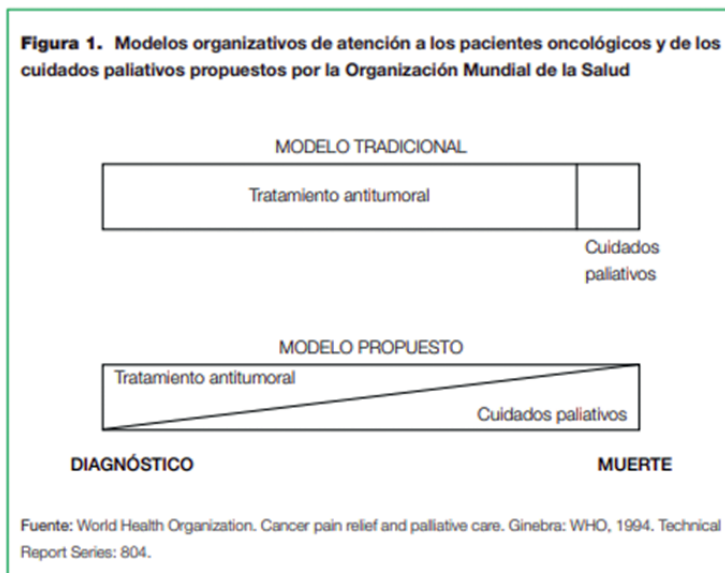 Figura 1. Modelos organizativos de atención a los pacientes oncológicos y de los
cuidados paliativos propuestos por la Organización Mundial de la Salud
MODELO TRADICIONAL
Tratamiento antitumoral
Cuidados
paliativos
MODELO PROPUESTO
Tratamiento antitumoral
Cuidados paliativos
DIAGNÓSTICO
MUERTE
Fuente: World Health Organization. Cancer pain relief and palliative care. Ginebra: WHO, 1994. Technical
Report Series: 804.